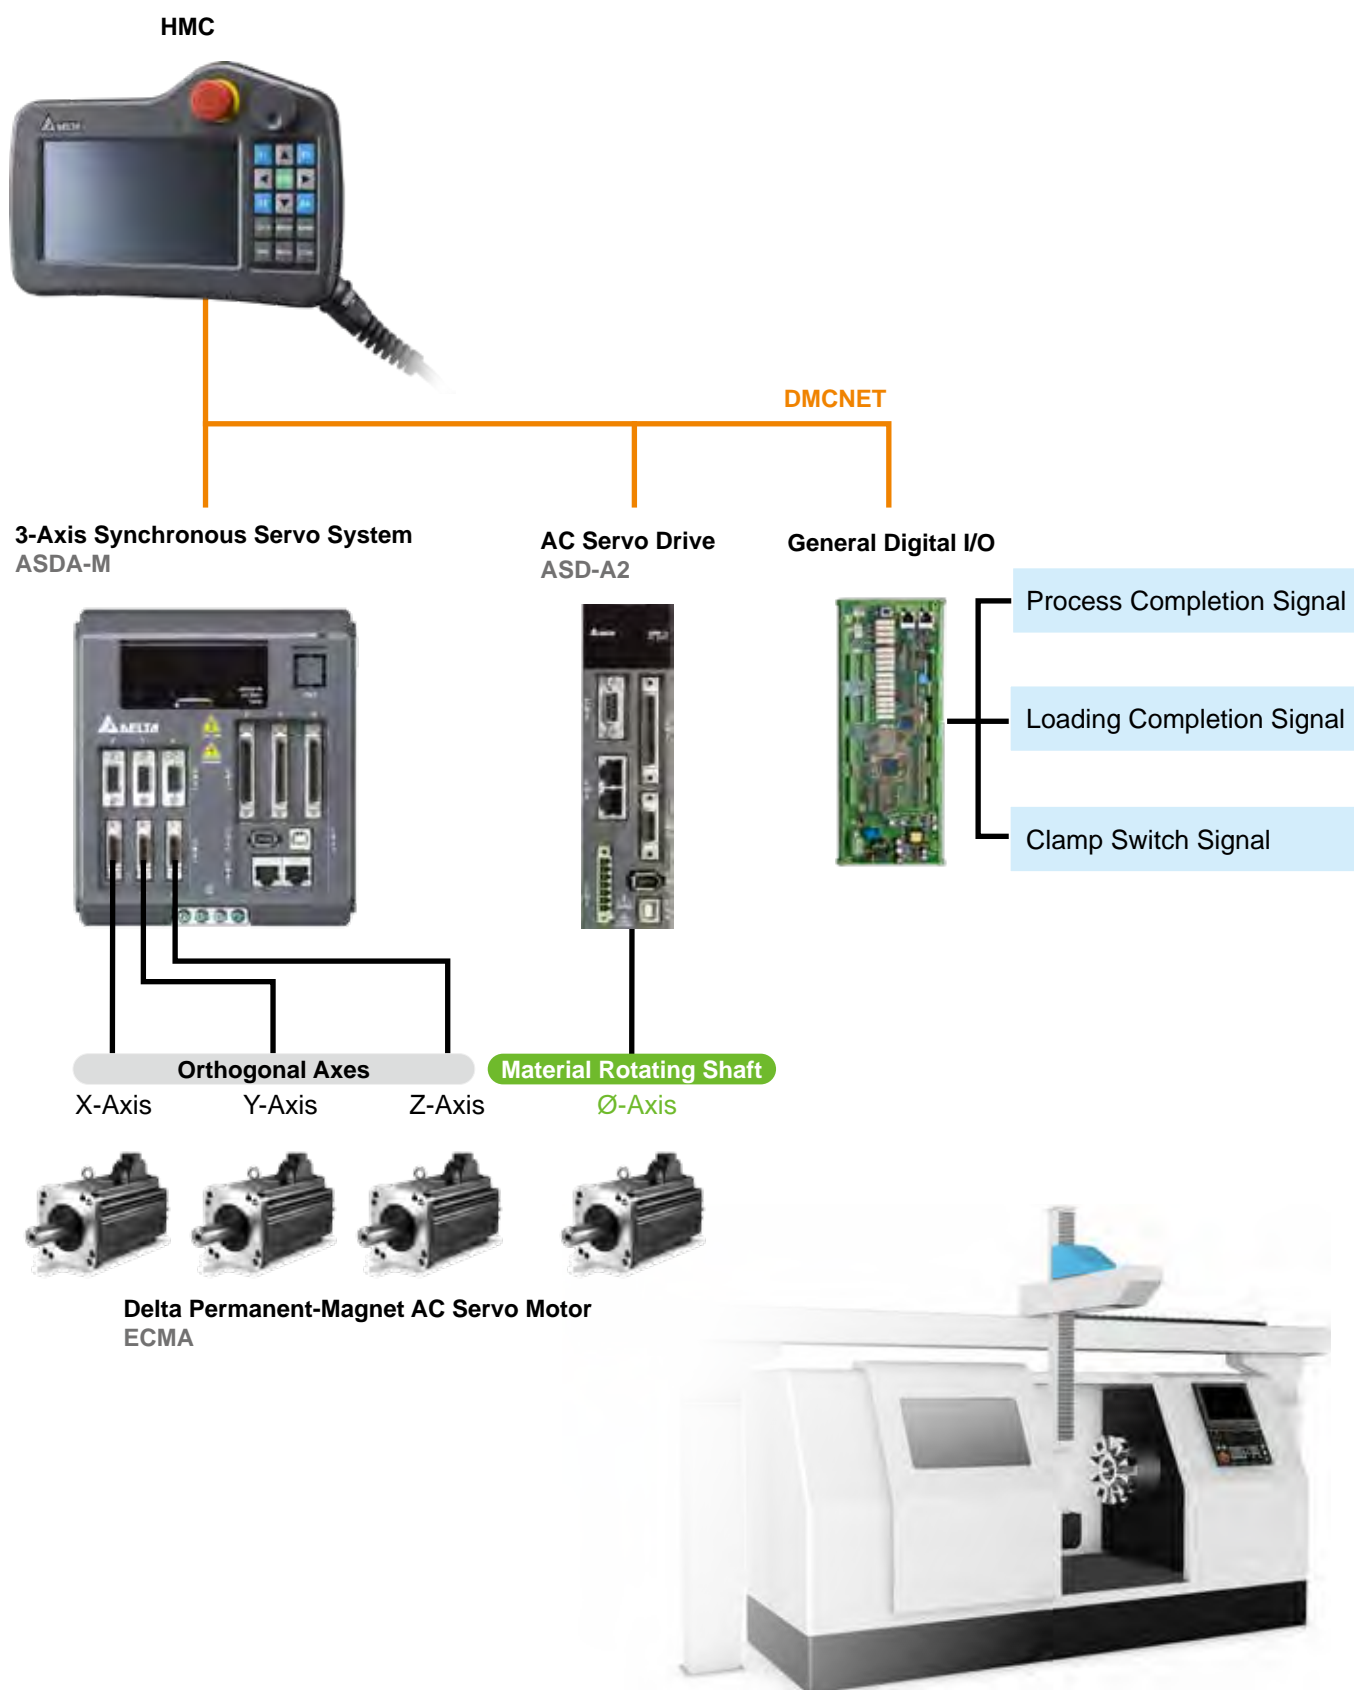 HMC
DELTA
DMCNET
3-Axis Synchronous Servo System
ASDA-M
AC Servo Drive
ASD-A2
General Digital I/O
Process Completion Signal
Loading Completion Signal
Clamp Switch Signal
DELTA
Orthogonal Axes
Material Rotating Shaft
X-Axis
Y-Axis
Z-Axis
Ø-Axis
Delta Permanent-Magnet AC Servo Motor
ECMA